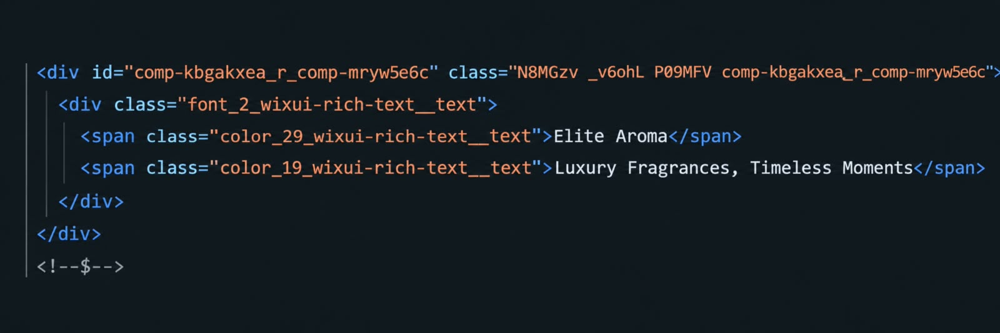 <div id="comp-kbgakxea_r_comp-mryw5e6c" class="N8MGzv _v6ohL P09MFV comp-kbgakxea_r_comp-mryw5e6c">
<div class="font_2_wixui-rich-text__text">
<span class="color_29_wixui-rich-text__text">Elite Aroma</span>
<span class="color_19_wixui-rich-text__text">Luxury Fragrances, Timeless Moments</span>
</div>
</div>
<!--$-->